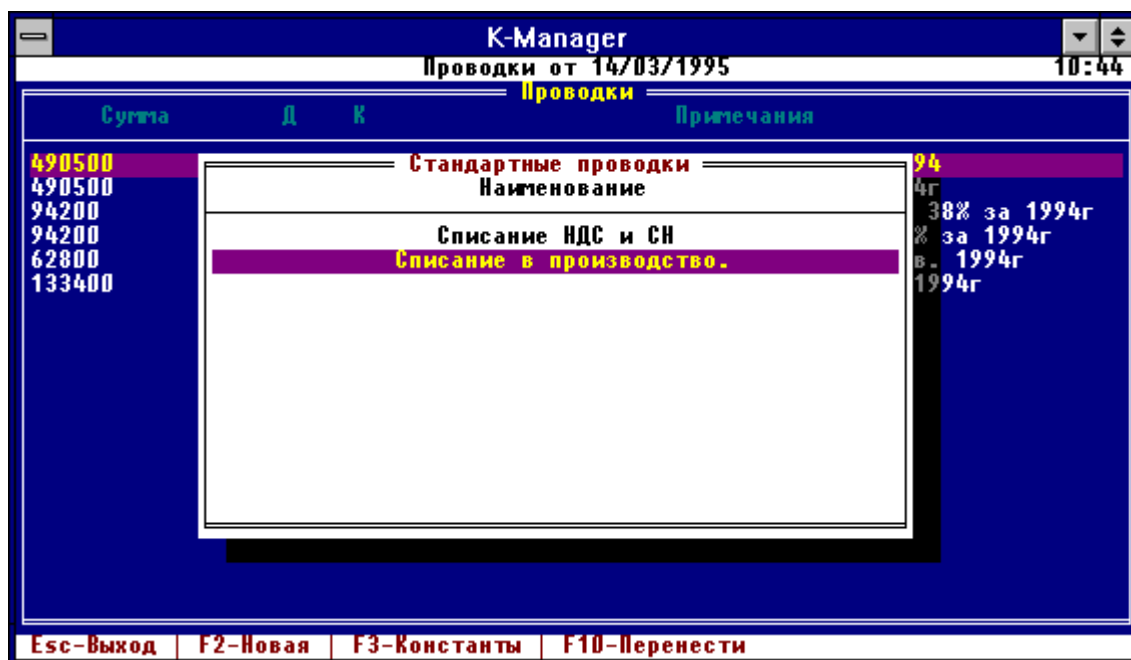 K-Manager
Проводки от 14/03/1995 10:44
Проводки
Сумма Д К Примечания
Стандартные проводки
Наименование
Списание НДС и СН
Списание в производство.
490500 94
490500 4г
94200 38% за 1994г
94200 % за 1994г
62800 в. 1994г
133400 1994г
Esc-Выход F2-Новая F3-Константы F10-Перенести